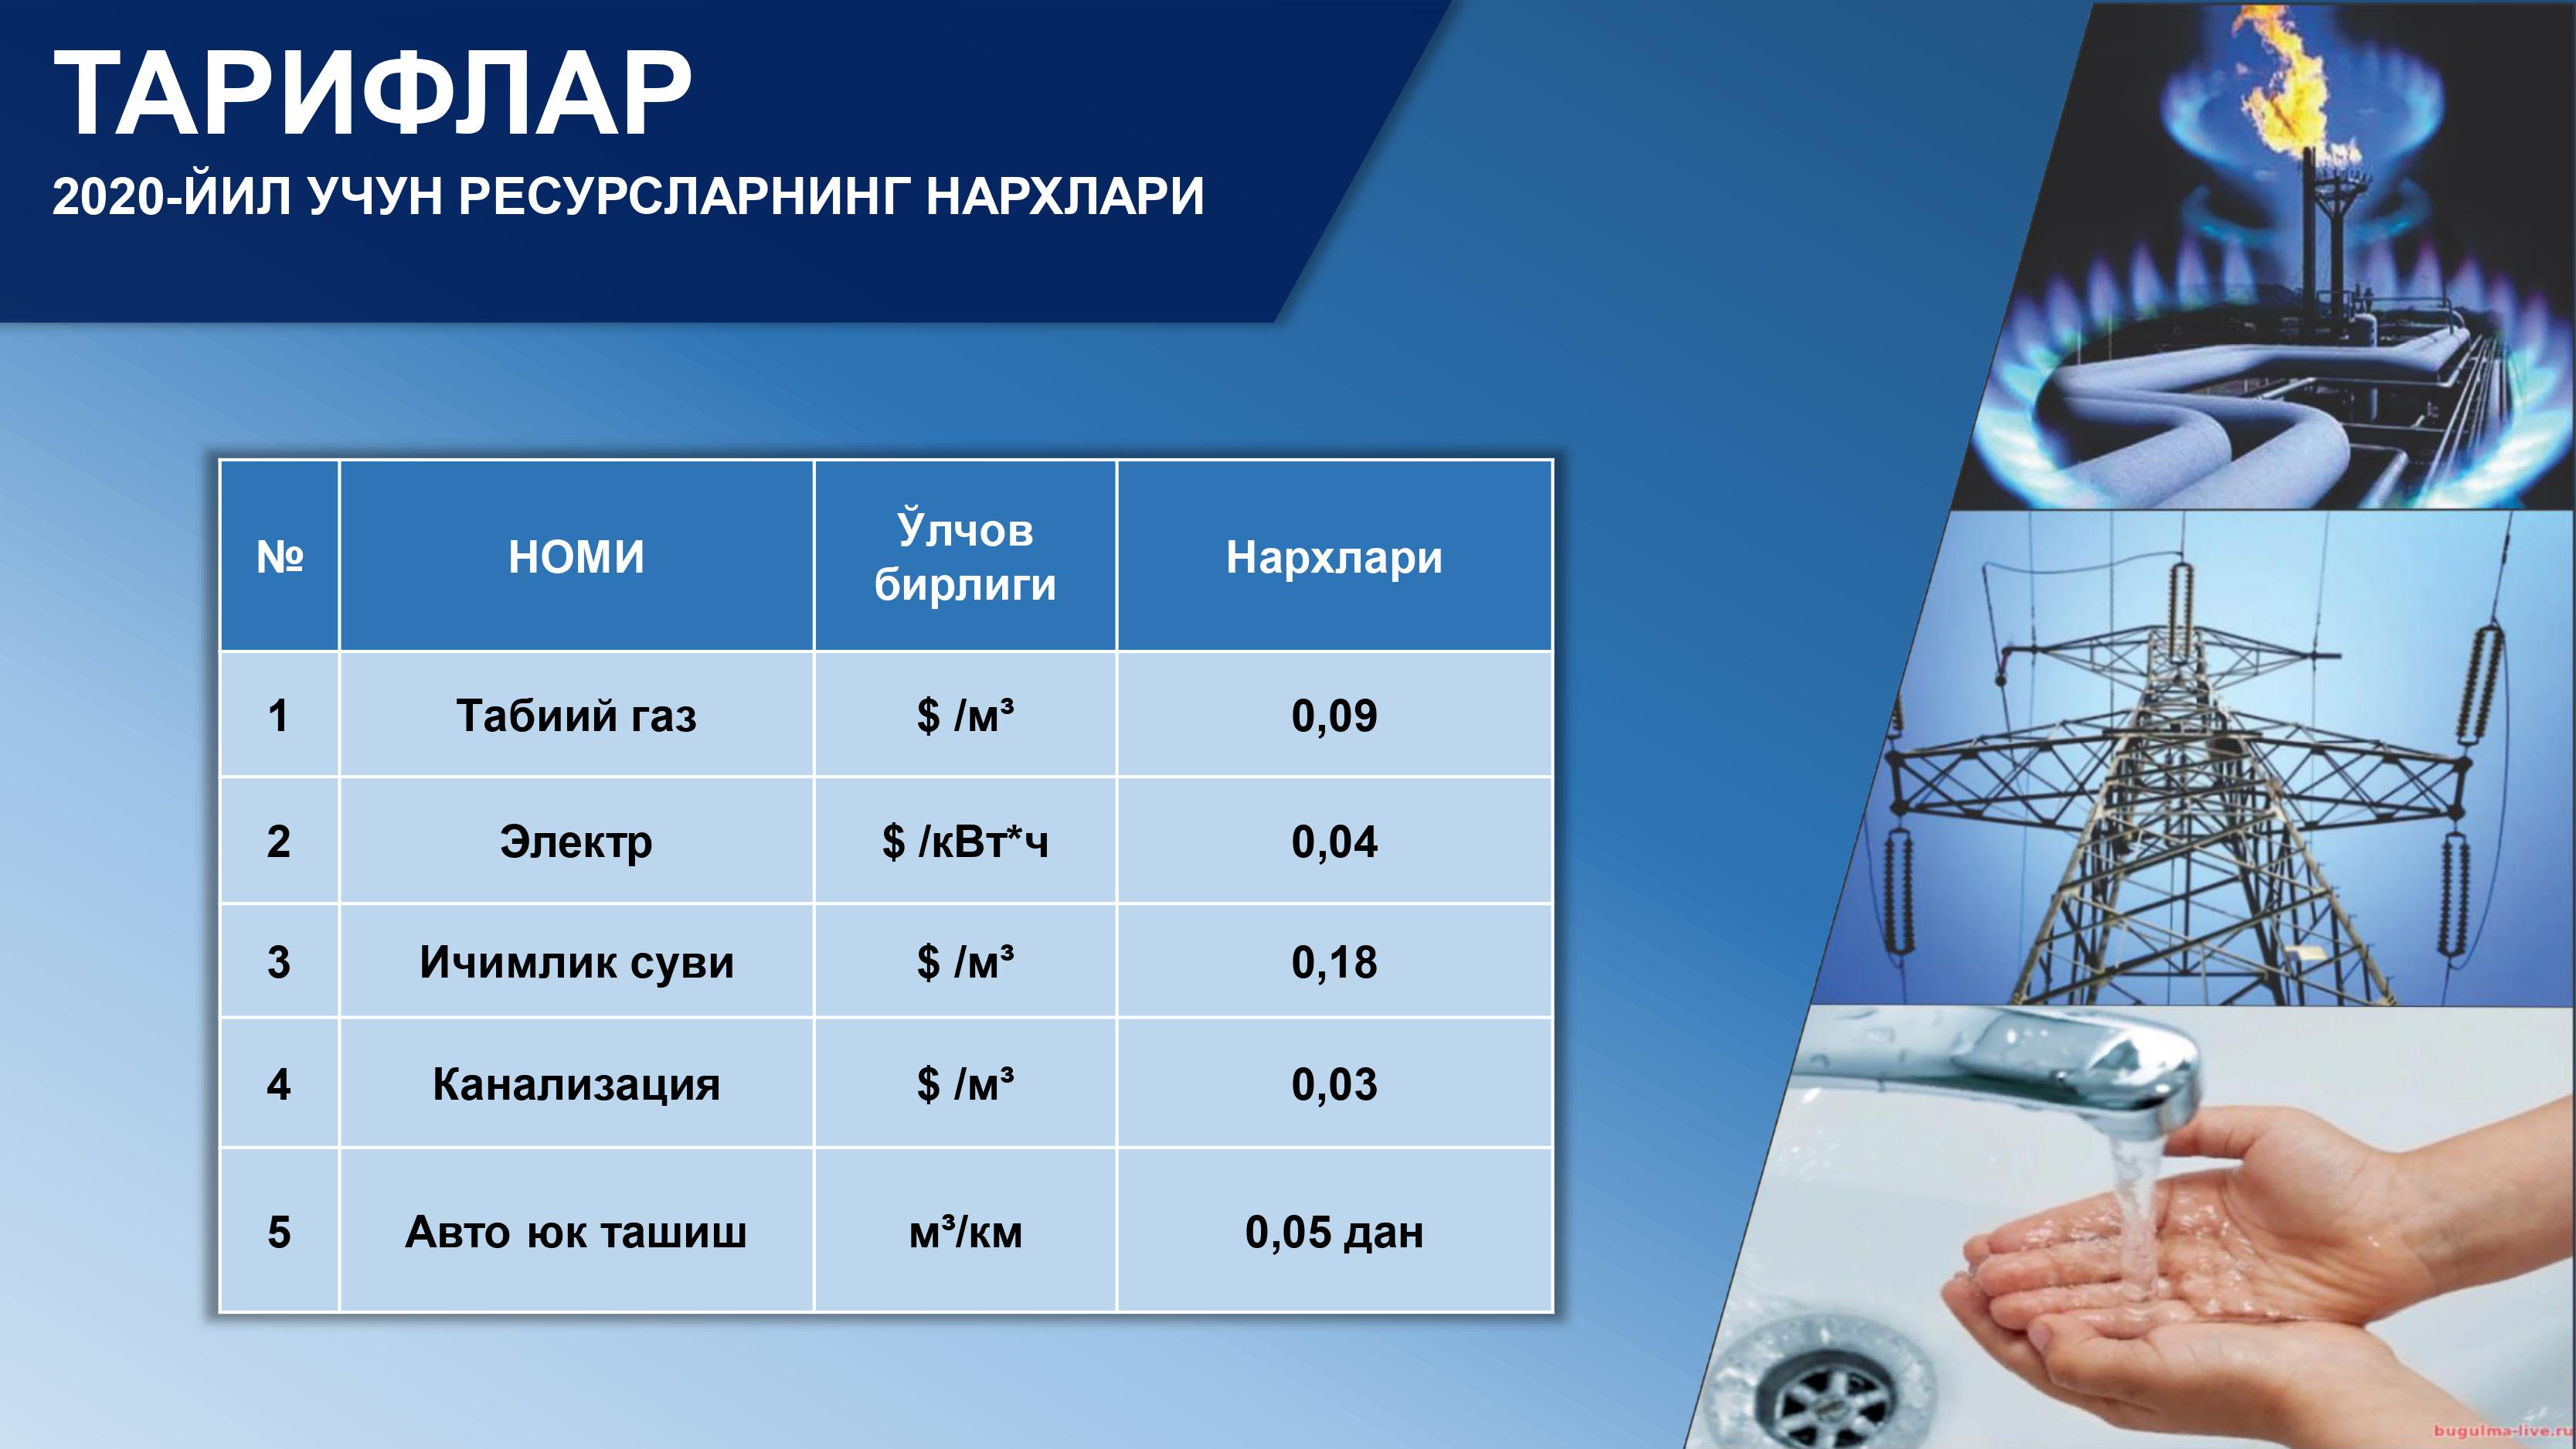 ТАРИФЛАР
2020-ЙИЛ УЧУН РЕСУРСЛАРНИНГ НАРХЛАРИ
№ НОМИ Ўлчов бирлиги Нархлари
1 Табиий газ $ /м³ 0,09
2 Электр $ /кВт*ч 0,04
3 Ичимлик суви $ /м³ 0,18
4 Канализация $ /м³ 0,03
5 Авто юк ташиш м³/км 0,05 дан
bugulma-live.ru